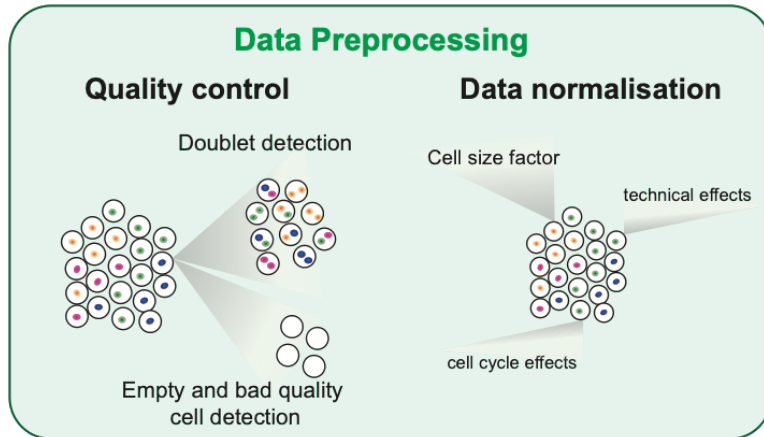 Data Preprocessing
Quality control
Doublet detection
Empty and bad quality
cell detection
Data normalisation
Cell size factor
technical effects
cell cycle effects